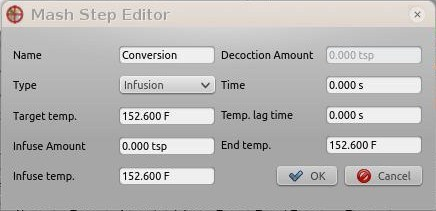 Mash Step Editor
Name Conversion Decoction Amount 0.000 tsp
Type Infusion Time 0.000 s
Target temp. 152.600 F Temp. lag time 0.000 s
Infuse Amount 0.000 tsp End temp. 152.600 F
Infuse temp. 152.600 F OK Cancel